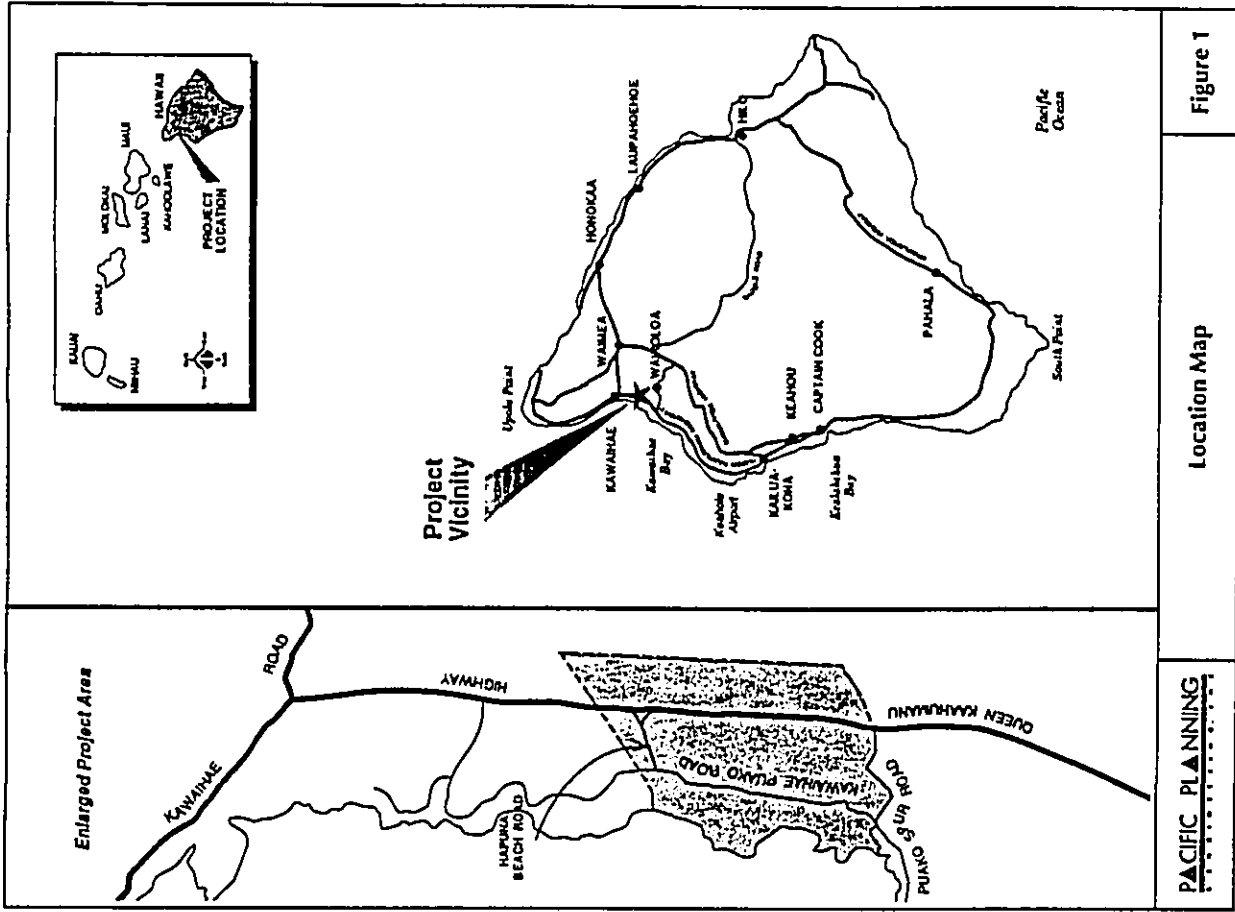 Enlarged Project Area
KAWAIHAE
ROAD
HIGHWAY
HAPUNA
BEACH ROAD
KAWAIHAE PUAKO ROAD
QUEEN KAAHUMANU
PUAKO SPUR ROAD
Project
Vicinity
Upolu Point
KAWAIHAE
Kawaihae
Bay
WAIMEA
WAIKOLOA
HONOKAA
LAUPAHOEHOE
HILO
Keahole
Airport
KAILUA-
KONA
KEAHOU
CAPTAIN COOK
Kealakekua
Bay
PAHALA
South Point
Pacific
Ocean
KAUAI
NIIHAU
OAHU
MOLOKAI
LANAI
MAUI
KAHOOLAWE
HAWAII
PROJECT
LOCATION
PACIFIC PLANNING
Location Map
Figure 1